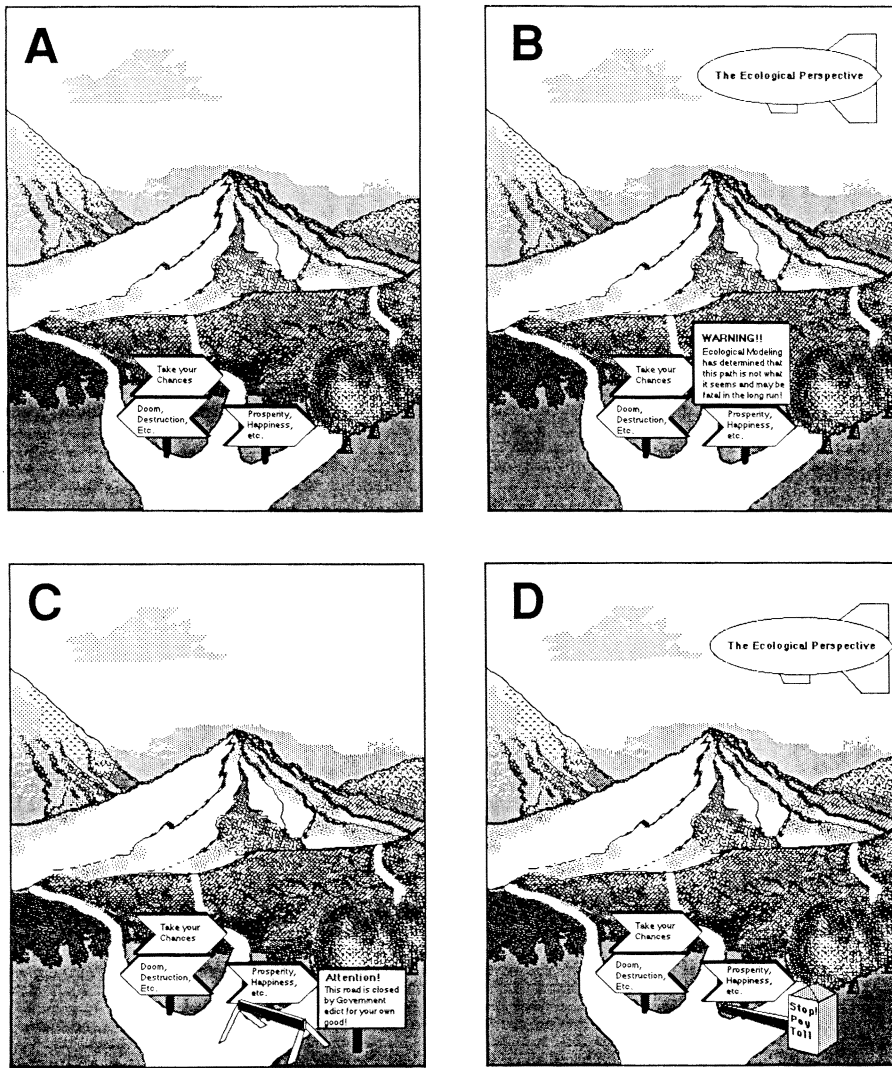 A
Take your
Chances
Doom,
Destruction,
Etc.
Prosperity,
Happiness,
etc.
B
The Ecological Perspective
WARNING!!
Ecological Modeling
has determined that
this path is not what
it seems and may be
fatal in the long run!
Take your
Chances
Doom,
Destruction,
Etc.
Prosperity,
Happiness,
etc.
C
Take your
Chances
Doom,
Destruction,
Etc.
Prosperity,
Happiness,
etc.
Attention!
This road is closed
by Government
edict for your own
good!
D
The Ecological Perspective
Take your
Chances
Doom,
Destruction,
Etc.
Prosperity,
Happiness,
etc.
Stop!
Pay
Toll